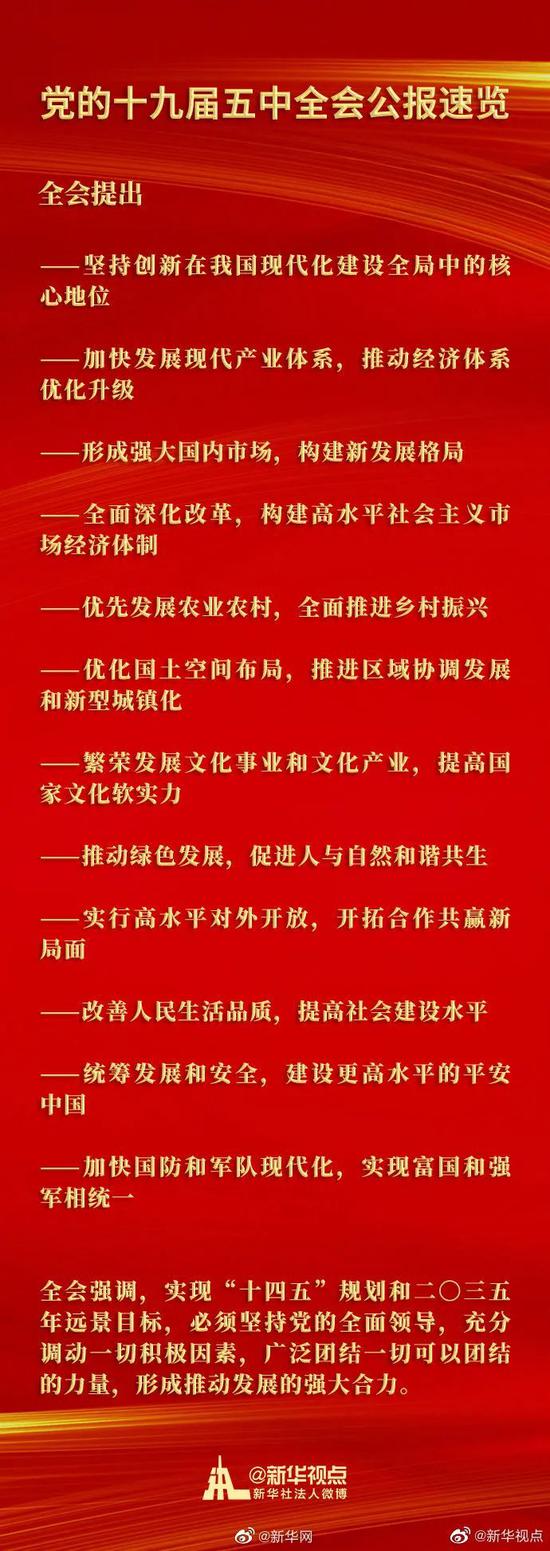 党的十九届五中全会公报速览
全会提出
——坚持创新在我国现代化建设全局中的核
心地位
——加快发展现代产业体系，推动经济体系
优化升级
——形成强大国内市场，构建新发展格局
——全面深化改革，构建高水平社会主义市
场经济体制
——优先发展农业农村，全面推进乡村振兴
——优化国土空间布局，推进区域协调发展
和新型城镇化
——繁荣发展文化事业和文化产业，提高国
家文化软实力
——推动绿色发展，促进人与自然和谐共生
——实行高水平对外开放，开拓合作共赢新
局面
——改善人民生活品质，提高社会建设水平
——统筹发展和安全，建设更高水平的平安
中国
——加快国防和军队现代化，实现富国和强
军相统一
全会强调，实现“十四五”规划和二〇三五
年远景目标，必须坚持党的全面领导，充分
调动一切积极因素，广泛团结一切可以团结
的力量，形成推动发展的强大合力。
@新华视点
新华社法人微博
@新华网
@新华视点